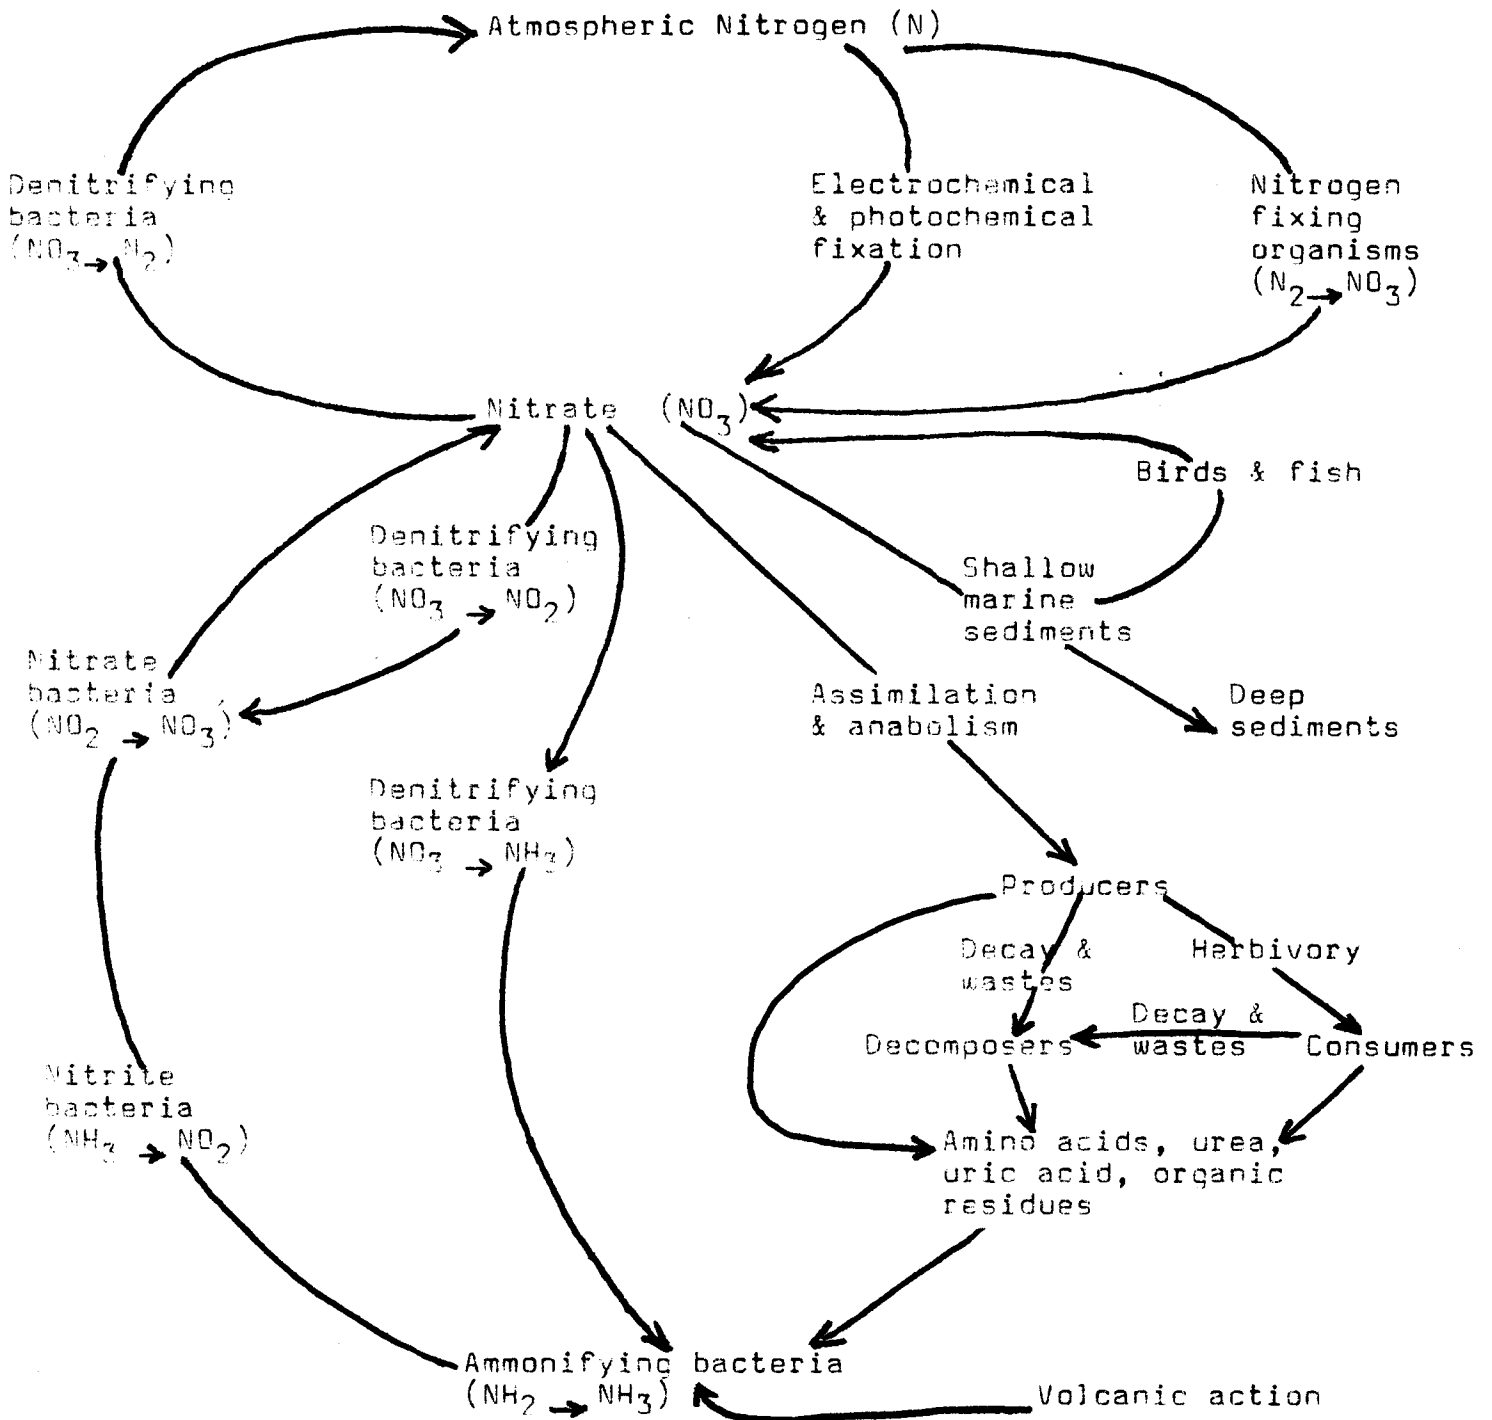 Atmospheric Nitrogen (N)
Denitrifying
bacteria
(NO3→ N2)
Electrochemical
& photochemical
fixation
Nitrogen
fixing
organisms
(N2→ NO3)
Nitrate (NO3)
Birds & fish
Denitrifying
bacteria
(NO3 → NO2)
Shallow
marine
sediments
Nitrate
bacteria
(NO2 → NO3)
Assimilation
& anabolism
Deep
sediments
Denitrifying
bacteria
(NO3 → NH3)
Producers
Decay &
wastes
Herbivory
Decay &
wastes
Decomposers
Consumers
Nitrite
bacteria
(NH3 → NO2)
Amino acids, urea,
uric acid, organic
residues
Ammonifying bacteria
(NH2 → NH3)
Volcanic action